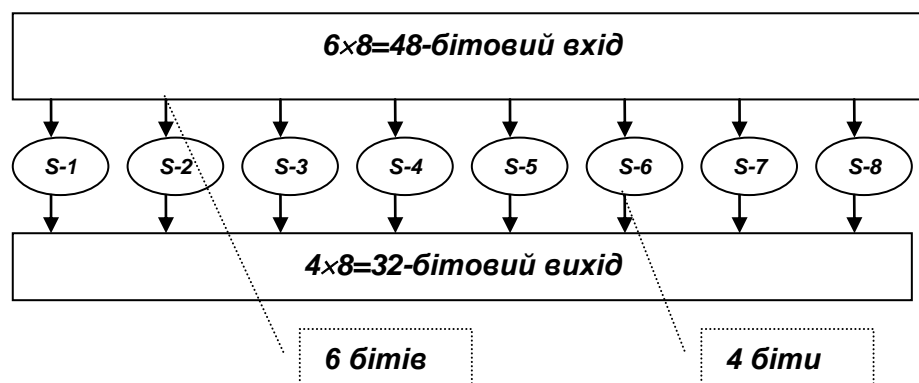 6×8=48-бітовий вхід
S-1 S-2 S-3 S-4 S-5 S-6 S-7 S-8
4×8=32-бітовий вихід
6 бітів 4 біти